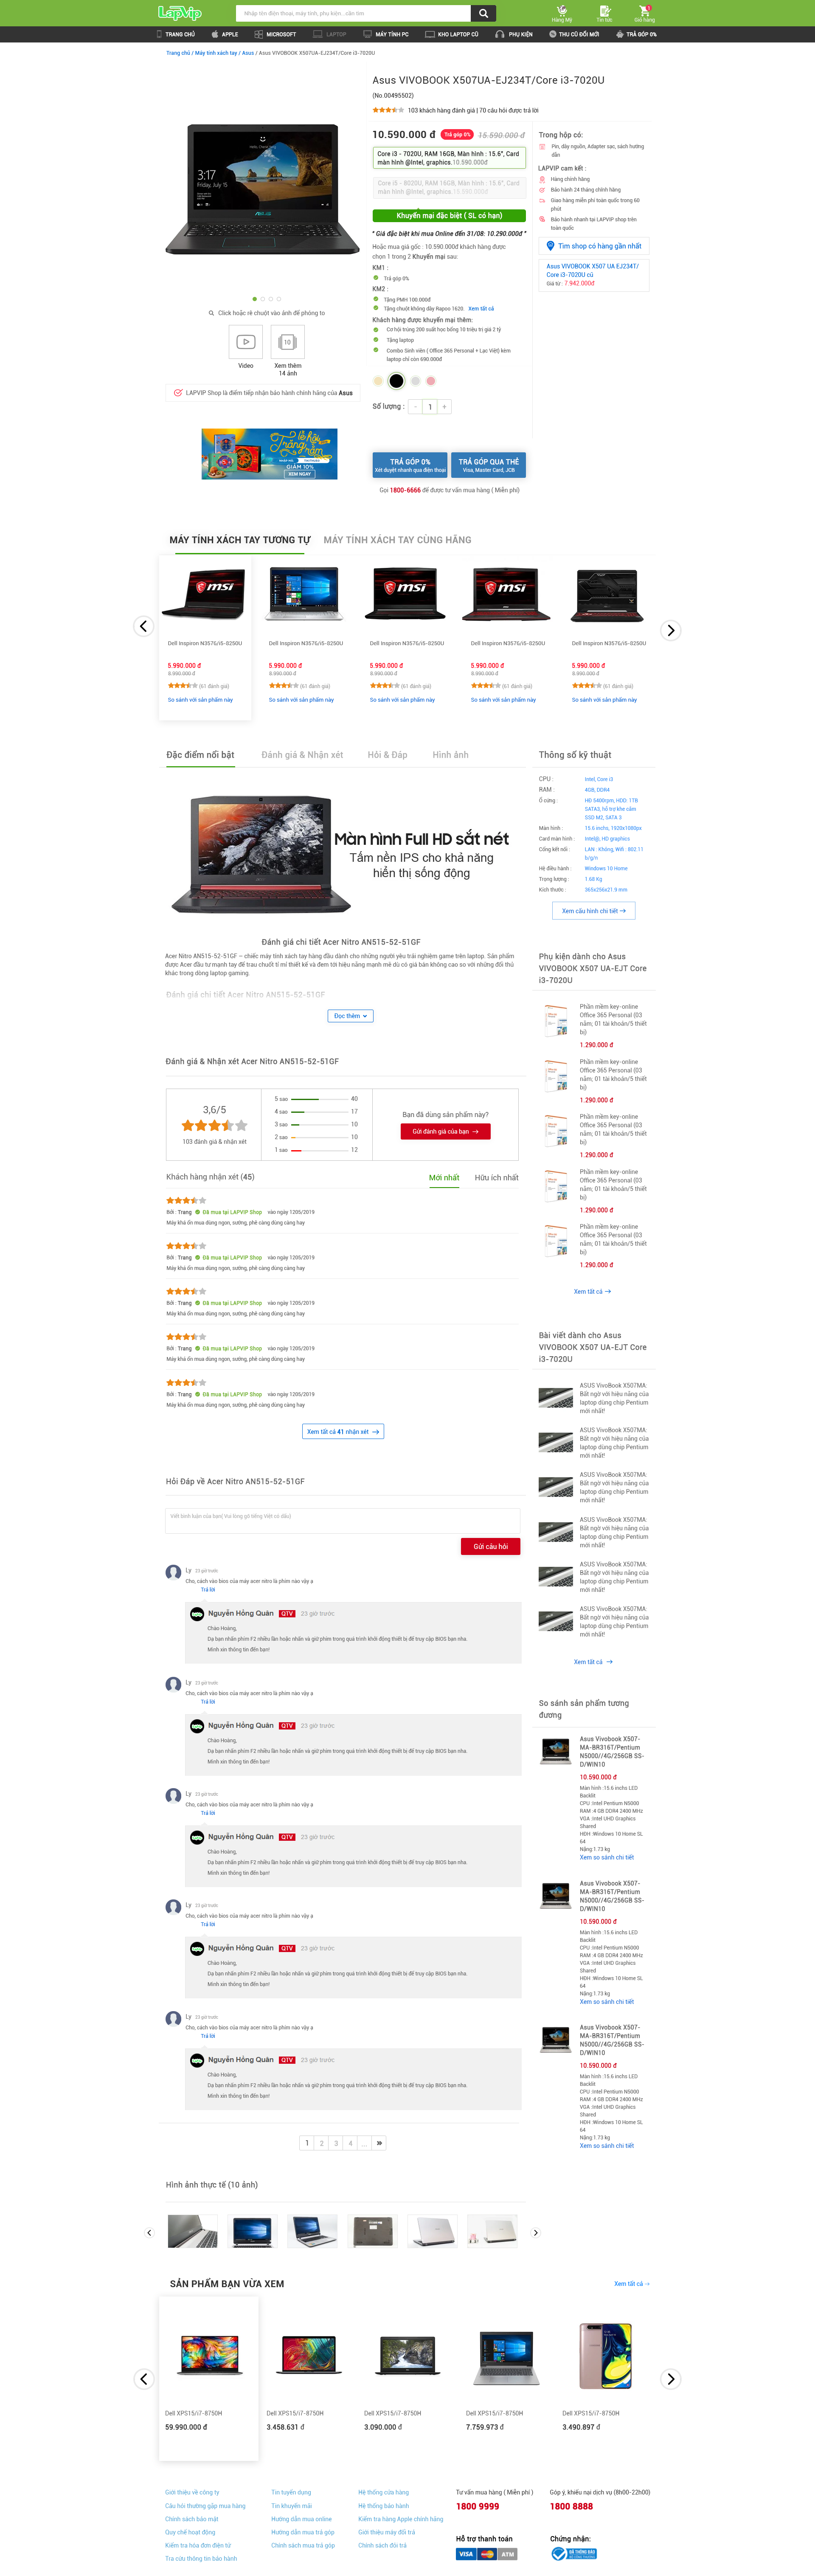 LapVip
Nhập tên điện thoại, máy tính, phụ kiện...cần tìm
Hàng Mỹ
Tin tức
Giỏ hàng
TRANG CHỦ
APPLE
MICROSOFT
LAPTOP
MÁY TÍNH PC
KHO LAPTOP CŨ
PHỤ KIỆN
THU CŨ ĐỔI MỚI
TRẢ GÓP 0%
Trang chủ / Máy tính xách tay / Asus / Asus VIVOBOOK X507UA-EJ234T/Core i3-7020U
Asus VIVOBOOK X507UA-EJ234T/Core i3-7020U
(No.00495502)
103 khách hàng đánh giá | 70 câu hỏi được trả lời
10.590.000 đ
Trả góp 0%
15.590.000 đ
Core i3 - 7020U, RAM 16GB, Màn hình : 15.6", Card
màn hình @Intel, graphics.10.590.000đ
Core i5 - 8020U, RAM 16GB, Màn hình : 15.6", Card
màn hình @Intel, graphins.15.590.000đ
Khuyến mại đặc biệt ( SL có hạn)
" Giá đặc biệt khi mua Online đến 31/08: 10.290.000đ "
Hoặc mua giá gốc : 10.590.000đ khách hàng được
chọn 1 trong 2 Khuyến mại sau:
KM1 :
Trả góp 0%
KM2 :
Tặng PMH 100.000đ
Tặng chuột không dây Rapoo 1620. Xem tất cả
Khách hàng được khuyến mại thêm:
Cơ hội trúng 200 suất học bổng 10 triệu trị giá 2 tỷ
Tặng laptop
Combo Sinh viên ( Office 365 Personal + Lạc Việt) kèm
laptop chỉ còn 690.000đ
Số lượng :
- 1 +
TRẢ GÓP 0%
Xét duyệt nhanh qua điện thoại
TRẢ GÓP QUA THẺ
Visa, Master Card, JCB
Gọi 1800-6666 để được tư vấn mua hàng ( Miễn phí)
Trong hộp có:
Pin, dây nguồn, Adapter sạc, sách hướng
dẫn
LAPVIP cam kết :
Hàng chính hãng
Bảo hành 24 tháng chính hãng
Giao hàng miễn phí toàn quốc trong 60
phút
Bảo hành nhanh tại LAPVIP shop trên
toàn quốc
Tìm shop có hàng gần nhất
Asus VIVOBOOK X507 UA EJ234T/
Core i3-7020U cũ
Giá từ : 7.942.000đ
3:17
Friday, July 15
Click hoặc rê chuột vào ảnh để phóng to
10
Video
Xem thêm
14 ảnh
LAPVIP Shop là điểm tiếp nhận bảo hành chính hãng của Asus
Trăng rằm
GIẢM 10%
XEM NGAY
MÁY TÍNH XÁCH TAY TƯƠNG TỰ
MÁY TÍNH XÁCH TAY CÙNG HÃNG
msi
msi
msi
Dell Inspiron N3576/i5-8250U
Dell Inspiron N3576/i5-8250U
Dell Inspiron N3576/i5-8250U
Dell Inspiron N3576/i5-8250U
Dell Inspiron N3576/i5-8250U
5.990.000 đ
5.990.000 đ
5.990.000 đ
5.990.000 đ
5.990.000 đ
8.990.000 đ
8.990.000 đ
8.990.000 đ
8.990.000 đ
8.990.000 đ
(61 đánh giá)
(61 đánh giá)
(61 đánh giá)
(61 đánh giá)
(61 đánh giá)
So sánh với sản phẩm này
So sánh với sản phẩm này
So sánh với sản phẩm này
So sánh với sản phẩm này
So sánh với sản phẩm này
Đặc điểm nổi bật
Đánh giá & Nhận xét
Hỏi & Đáp
Hình ảnh
Màn hình Full HD sắt nét
Tấm nền IPS cho khả năng
hiển thị sống động
Đánh giá chi tiết Acer Nitro AN515-52-51GF
Acer Nitro AN515-52-51GF – chiếc máy tính xách tay hàng đầu dành cho những người yêu trải nghiệm game trên laptop. Sản phẩm
được Acer đầu tư mạnh tay để trau chuốt tỉ mỉ thiết kế và đem tới hiệu năng mạnh mẽ dù có giá bán không cao so với những đối thủ
khác trong dòng laptop gaming.
Đánh giá chi tiết Acer Nitro AN515-52-51GF
Đọc thêm
Thông số kỹ thuật
CPU : Intel, Core i3
RAM : 4GB, DDR4
Ổ cứng : HĐ 5400rpm, HDD: 1TB
SATA3, hỗ trợ khe cắm
SSD M2, SATA 3
Màn hình : 15.6 inchs, 1920x1080px
Card màn hình : intel@, HD graphics
Cổng kết nối : LAN : Không; Wifi : 802.11
b/g/n
Hệ điều hành : Windows 10 Home
Trọng lượng : 1.68 Kg
Kích thước : 365x256x21.9 mm
Xem cấu hình chi tiết
Phụ kiện dành cho Asus
VIVOBOOK X507 UA-EJT Core
i3-7020U
Phần mềm key-online
Office 365 Personal (03
năm, 01 tài khoản/5 thiết
bị)
1.290.000 đ
Phần mềm key-online
Office 365 Personal (03
năm, 01 tài khoản/5 thiết
bị)
1.290.000 đ
Phần mềm key-online
Office 365 Personal (03
năm, 01 tài khoản/5 thiết
bị)
1.290.000 đ
Phần mềm key-online
Office 365 Personal (03
năm, 01 tài khoản/5 thiết
bị)
1.290.000 đ
Phần mềm key-online
Office 365 Personal (03
năm, 01 tài khoản/5 thiết
bị)
1.290.000 đ
Xem tất cả
Đánh giá & Nhận xét Acer Nitro AN515-52-51GF
3,6/5
103 đánh giá & nhận xét
5 sao 40
4 sao 17
3 sao 10
2 sao 10
1 sao 12
Bạn đã dùng sản phẩm này?
Gửi đánh giá của bạn
Khách hàng nhận xét (45)
Mới nhất
Hữu ích nhất
Bởi : Trang Đã mua tại LAPVIP Shop vào ngày 1205/2019
Máy khá ổn mua dùng ngon, sướng, phê càng dùng càng hay
Bởi : Trang Đã mua tại LAPVIP Shop vào ngày 1205/2019
Máy khá ổn mua dùng ngon, sướng, phê càng dùng càng hay
Bởi : Trang Đã mua tại LAPVIP Shop vào ngày 1205/2019
Máy khá ổn mua dùng ngon, sướng, phê càng dùng càng hay
Bởi : Trang Đã mua tại LAPVIP Shop vào ngày 1205/2019
Máy khá ổn mua dùng ngon, sướng, phê càng dùng càng hay
Bởi : Trang Đã mua tại LAPVIP Shop vào ngày 1205/2019
Máy khá ổn mua dùng ngon, sướng, phê càng dùng càng hay
Xem tất cả 41 nhận xét
Bài viết dành cho Asus
VIVOBOOK X507 UA-EJT Core
i3-7020U
ASUS VivoBook X507MA:
Bất ngờ với hiệu năng của
laptop dùng chip Pentium
mới nhất!
ASUS VivoBook X507MA:
Bất ngờ với hiệu năng của
laptop dùng chip Pentium
mới nhất!
ASUS VivoBook X507MA:
Bất ngờ với hiệu năng của
laptop dùng chip Pentium
mới nhất!
ASUS VivoBook X507MA:
Bất ngờ với hiệu năng của
laptop dùng chip Pentium
mới nhất!
ASUS VivoBook X507MA:
Bất ngờ với hiệu năng của
laptop dùng chip Pentium
mới nhất!
ASUS VivoBook X507MA:
Bất ngờ với hiệu năng của
laptop dùng chip Pentium
mới nhất!
Xem tất cả
Hỏi Đáp về Acer Nitro AN515-52-51GF
Viết bình luận của bạn( Vui lòng gõ tiếng Việt có dấu)
Gửi câu hỏi
Ly 23 giờ trước
Cho, cách vào bios của máy acer nitro là phím nào vậy ạ
Trả lời
Nguyễn Hồng Quân QTV 23 giờ trước
Chào Hoàng,
Dạ bạn nhấn phím F2 nhiều lần hoặc nhấn và giữ phím trong quá trình khởi động thiết bị để truy cập BIOS bạn nha.
Mình xin thông tin đến bạn!
Ly 23 giờ trước
Cho, cách vào bios của máy acer nitro là phím nào vậy ạ
Trả lời
Nguyễn Hồng Quân QTV 23 giờ trước
Chào Hoàng,
Dạ bạn nhấn phím F2 nhiều lần hoặc nhấn và giữ phím trong quá trình khởi động thiết bị để truy cập BIOS bạn nha.
Mình xin thông tin đến bạn!
Ly 23 giờ trước
Cho, cách vào bios của máy acer nitro là phím nào vậy ạ
Trả lời
Nguyễn Hồng Quân QTV 23 giờ trước
Chào Hoàng,
Dạ bạn nhấn phím F2 nhiều lần hoặc nhấn và giữ phím trong quá trình khởi động thiết bị để truy cập BIOS bạn nha.
Mình xin thông tin đến bạn!
Ly 23 giờ trước
Cho, cách vào bios của máy acer nitro là phím nào vậy ạ
Trả lời
Nguyễn Hồng Quân QTV 23 giờ trước
Chào Hoàng,
Dạ bạn nhấn phím F2 nhiều lần hoặc nhấn và giữ phím trong quá trình khởi động thiết bị để truy cập BIOS bạn nha.
Mình xin thông tin đến bạn!
Ly 23 giờ trước
Cho, cách vào bios của máy acer nitro là phím nào vậy ạ
Trả lời
Nguyễn Hồng Quân QTV 23 giờ trước
Chào Hoàng,
Dạ bạn nhấn phím F2 nhiều lần hoặc nhấn và giữ phím trong quá trình khởi động thiết bị để truy cập BIOS bạn nha.
Mình xin thông tin đến bạn!
1 2 3 4 ... »
So sánh sản phẩm tương
đương
Asus Vivobook X507-
MA-BR316T/Pentium
N5000//4G/256GB SS-
D/WIN10
10.590.000 đ
Màn hình :15.6 inchs LED
Backlit
CPU :Intel Pentium N5000
RAM :4 GB DDR4 2400 MHz
VGA :Intel UHD Graphics
Shared
HĐH :Windows 10 Home SL
64
Nặng 1.73 kg
Xem so sánh chi tiết
Asus Vivobook X507-
MA-BR316T/Pentium
N5000//4G/256GB SS-
D/WIN10
10.590.000 đ
Màn hình :15.6 inchs LED
Backlit
CPU :Intel Pentium N5000
RAM :4 GB DDR4 2400 MHz
VGA :Intel UHD Graphics
Shared
HĐH :Windows 10 Home SL
64
Nặng 1.73 kg
Xem so sánh chi tiết
Asus Vivobook X507-
MA-BR316T/Pentium
N5000//4G/256GB SS-
D/WIN10
10.590.000 đ
Màn hình :15.6 inchs LED
Backlit
CPU :Intel Pentium N5000
RAM :4 GB DDR4 2400 MHz
VGA :Intel UHD Graphics
Shared
HĐH :Windows 10 Home SL
64
Nặng 1.73 kg
Xem so sánh chi tiết
Hình ảnh thực tế (10 ảnh)
SẢN PHẨM BẠN VỪA XEM
Xem tất cả
Dell XPS15/i7-8750H
Dell XPS15/i7-8750H
Dell XPS15/i7-8750H
Dell XPS15/i7-8750H
Dell XPS15/i7-8750H
59.990.000 đ
3.458.631 đ
3.090.000 đ
7.759.973 đ
3.490.897 đ
Giới thiệu về công ty
Câu hỏi thường gặp mua hàng
Chính sách bảo mật
Quy chế hoạt động
Kiểm tra hóa đơn điện tử
Tra cứu thông tin bảo hành
Tin tuyển dụng
Tin khuyến mãi
Hướng dẫn mua online
Hướng dẫn mua trả góp
Chính sách mua trả góp
Hệ thống cửa hàng
Hệ thống bảo hành
Kiểm tra hàng Apple chính hãng
Giới thiệu máy đổi trả
Chính sách đổi trả
Tư vấn mua hàng ( Miễn phí )
1800 9999
Hỗ trợ thanh toán
VISA
ATM
Góp ý, khiếu nại dịch vụ (8h00-22h00)
1800 8888
Chứng nhận:
ĐÃ THÔNG BÁO